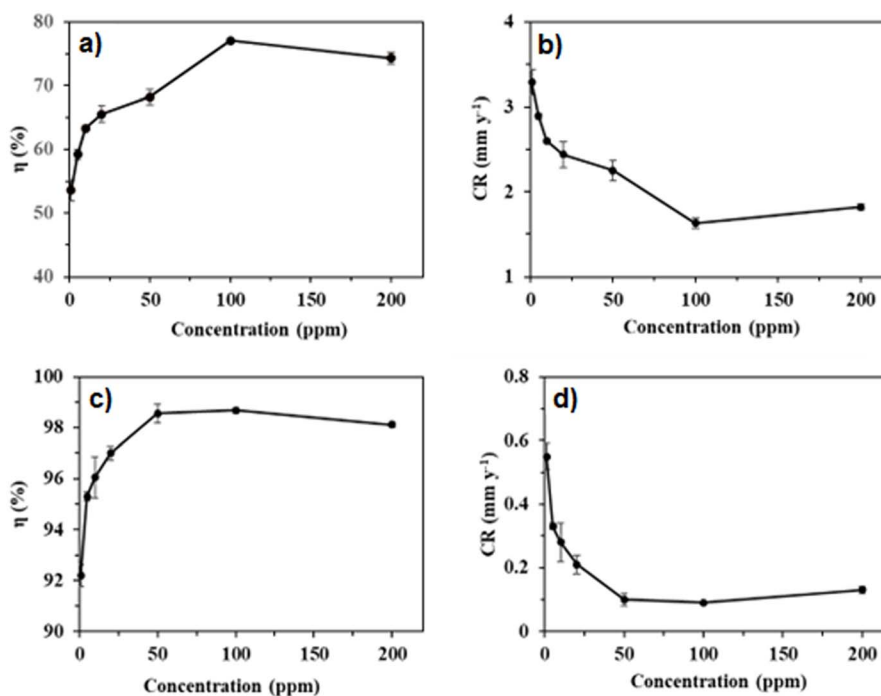 a)
η (%)
80
70
60
50
40
0 50 100 150 200
Concentration (ppm)
b)
CR (mm y⁻¹)
4
3
2
1
0 50 100 150 200
Concentration (ppm)
c)
η (%)
100
98
96
94
92
90
0 50 100 150 200
Concentration (ppm)
d)
CR (mm y⁻¹)
0.8
0.6
0.4
0.2
0
0 50 100 150 200
Concentration (ppm)